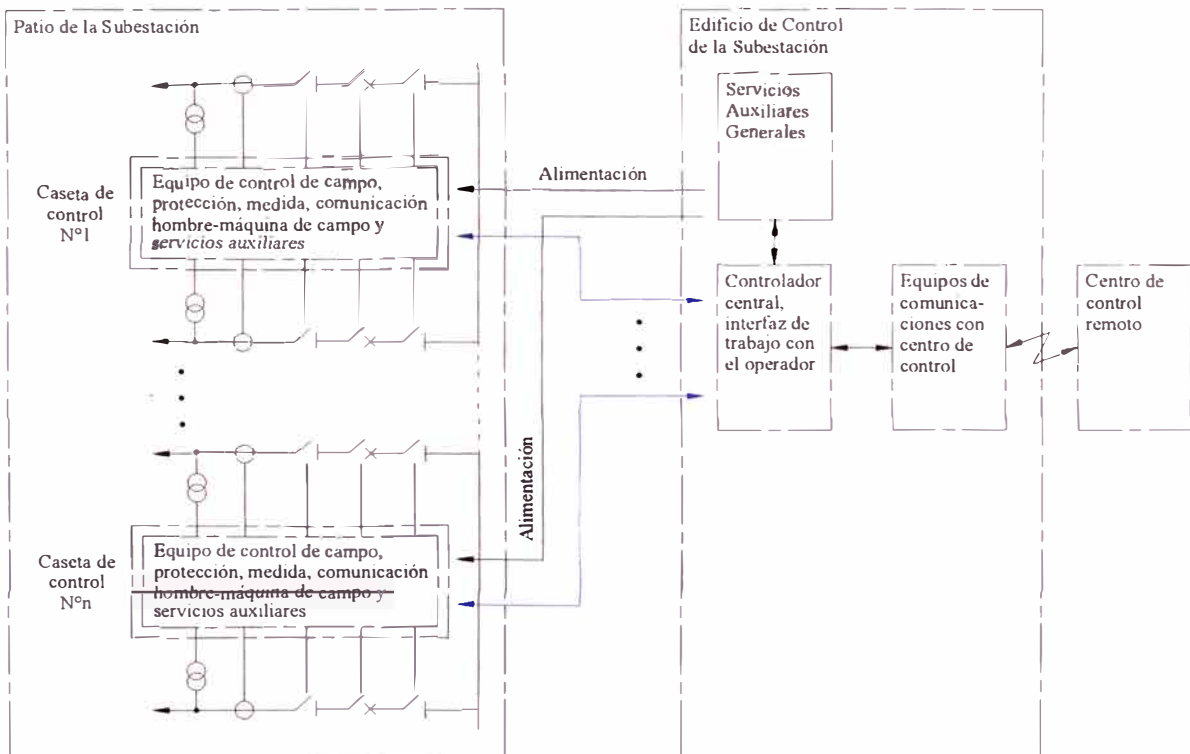 Patio de la Subestación
Caseta de
control
N°1
Equipo de control de campo,
protección, medida, comunicación
hombre-máquina de campo y
servicios auxiliares
Caseta de
control
N°n
Equipo de control de campo,
protección, medida, comunicación
hombre-máquina de campo y
servicios auxiliares
Alimentación
Alimentación
Edificio de Control
de la Subestación
Servicios
Auxiliares
Generales
Controlador
central,
interfaz de
trabajo con
el operador
Equipos de
comunica-
ciones con
centro de
control
Centro de
control
remoto